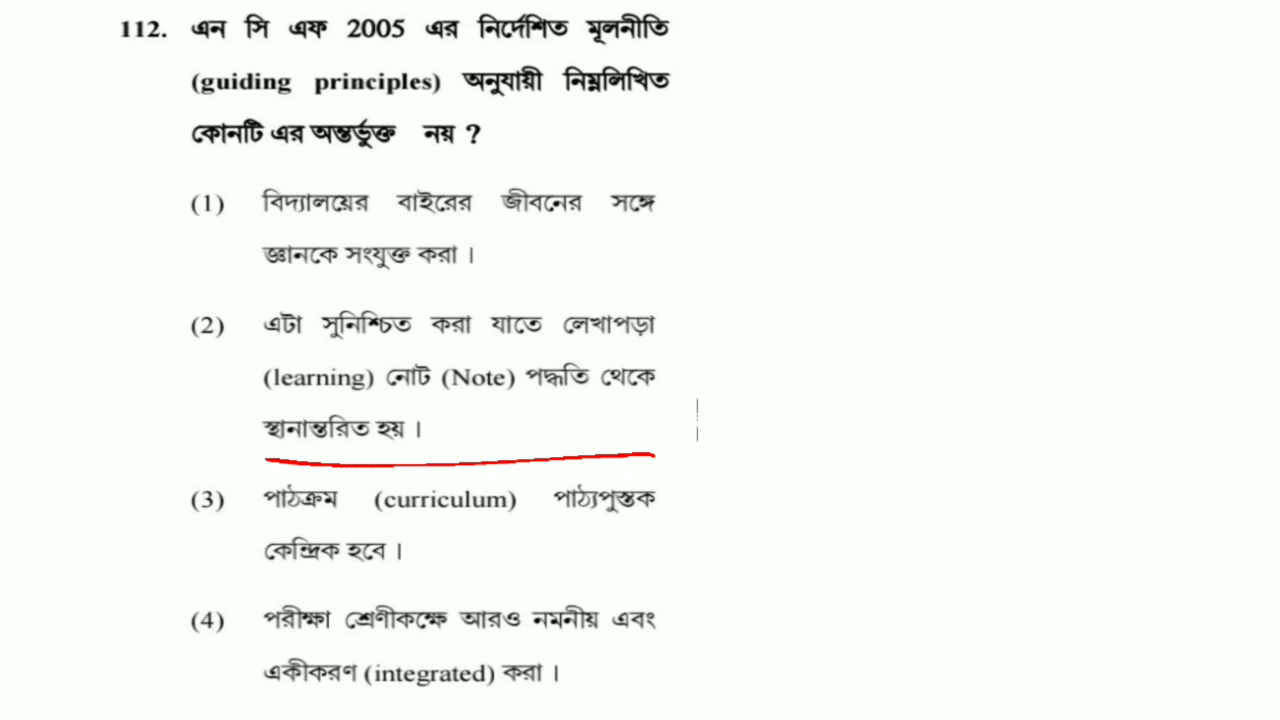 112. এন সি এফ 2005 এর নির্দেশিত মূলনীতি
(guiding principles) অনুযায়ী নিম্নলিখিত
কোনটি এর অন্তর্ভুক্ত নয় ?
(1) বিদ্যালয়ের বাইরের জীবনের সঙ্গে
জ্ঞানকে সংযুক্ত করা ।
(2) এটা সুনিশ্চিত করা যাতে লেখাপড়া
(learning) নোট (Note) পদ্ধতি থেকে
স্থানান্তরিত হয় ।
(3) পাঠক্রম (curriculum) পাঠ্যপুস্তক
কেন্দ্রিক হবে ।
(4) পরীক্ষা শ্রেণীকক্ষে আরও নমনীয় এবং
একীকরণ (integrated) করা ।